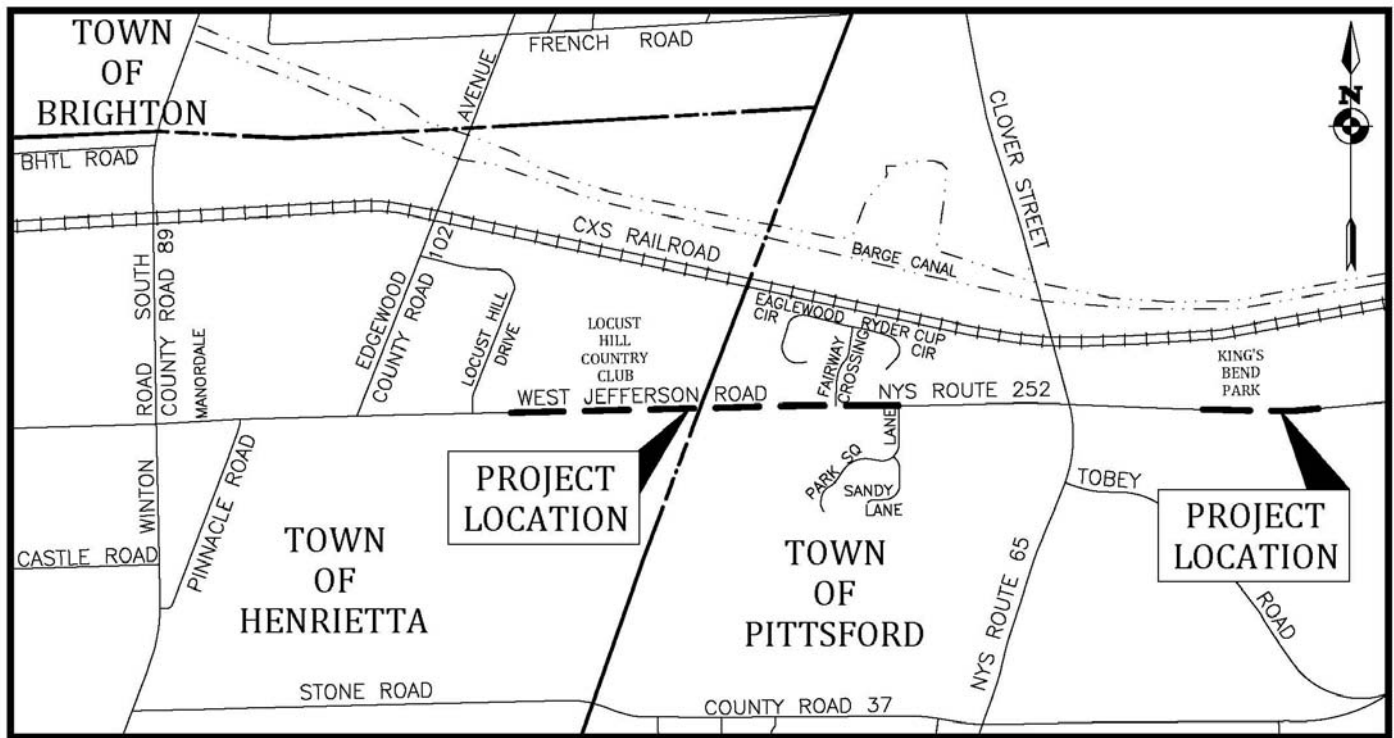 TOWN
OF
BRIGHTON
FRENCH ROAD
AVENUE
CLOVER STREET
N
BHTL ROAD
CXS RAILROAD
BARGE CANAL
ROAD SOUTH
COUNTY ROAD 89
MANORDALE
EDGEWOOD
COUNTY ROAD 102
LOCUST HILL
DRIVE
LOCUST
HILL
COUNTRY
CLUB
EAGLEWOOD
CIR
RYDER CUP
CIR
FAIRWAY
CROSSING
KING'S
BEND
PARK
WEST JEFFERSON ROAD
NYS ROUTE 252
LANE
PARK SQ
SANDY
LANE
PINNACLE ROAD
WINTON
PROJECT
LOCATION
TOBEY
ROAD
PROJECT
LOCATION
CASTLE ROAD
TOWN
OF
HENRIETTA
TOWN
OF
PITTSFORD
NYS ROUTE 65
STONE ROAD
COUNTY ROAD 37